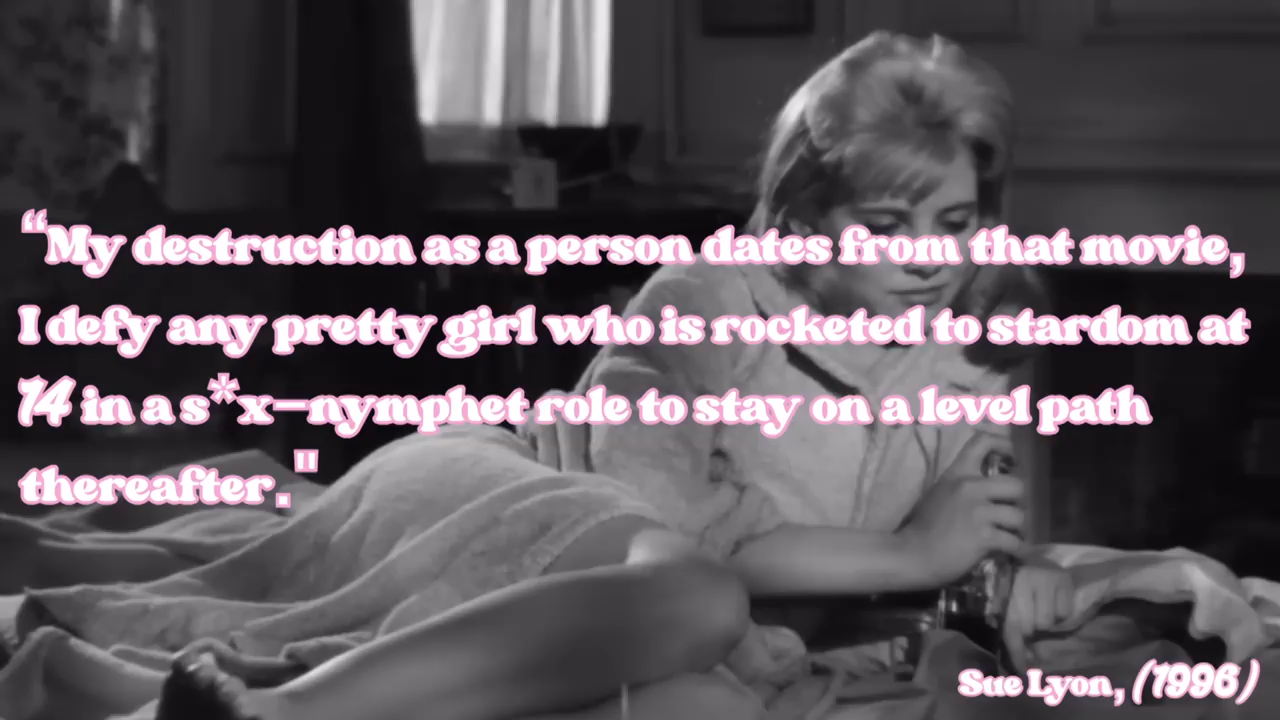 “My destruction as a person dates from that movie,
I defy any pretty girl who is rocketed to stardom at
14 in a s*x–nymphet role to stay on a level path
thereafter."
Sue Lyon, (1996)